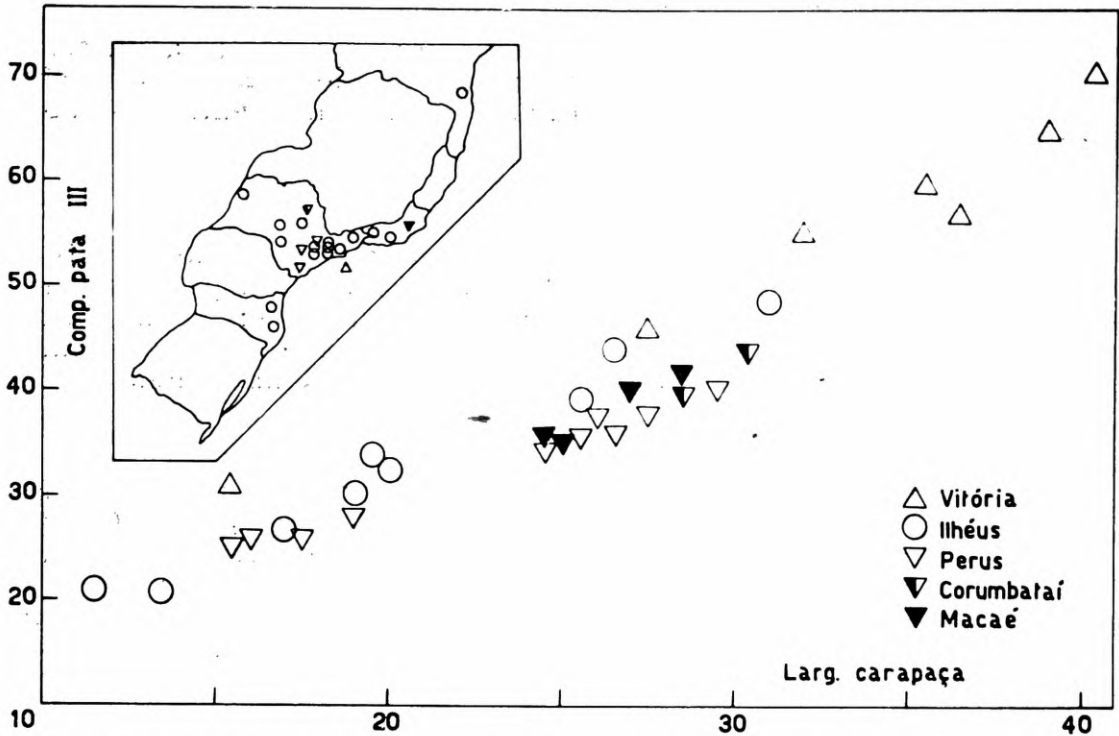 70
60
50
40
30
20
10
Comp. pata III
Vitória
Ilhéus
Perus
Corumbataí
Macaé
Larg. carapaça
20
30
40